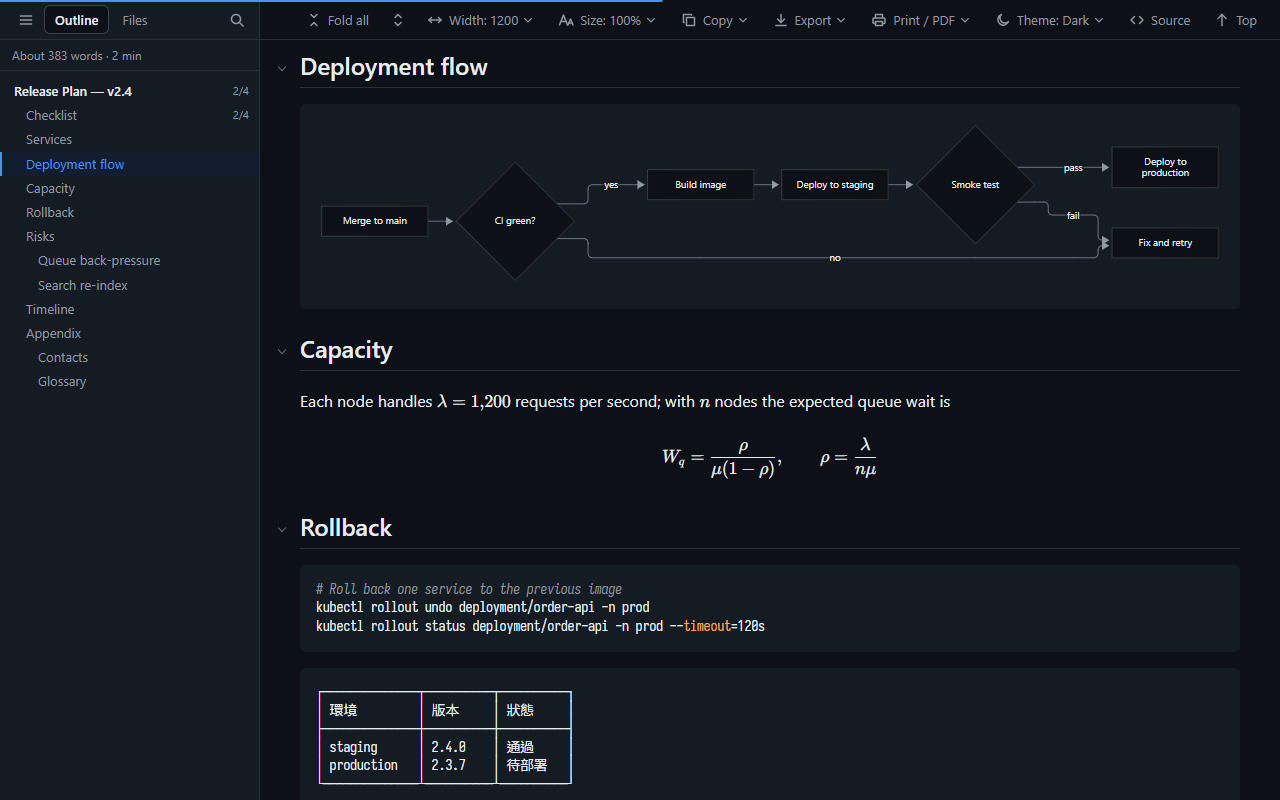 Outline
Files
Fold all
Width: 1200
Size: 100%
Copy
Export
Print / PDF
Theme: Dark
Source
Top
About 383 words · 2 min
Release Plan — v2.4 2/4
Checklist 2/4
Services
Deployment flow
Capacity
Rollback
Risks
Queue back-pressure
Search re-index
Timeline
Appendix
Contacts
Glossary
Deployment flow
Merge to main
CI green?
yes
no
Build image
Deploy to staging
Smoke test
pass
fail
Deploy to
production
Fix and retry
Capacity
Each node handles λ = 1,200 requests per second; with n nodes the expected queue wait is
W_q = ρ / μ(1 − ρ), ρ = λ / nμ
Rollback
# Roll back one service to the previous image
kubectl rollout undo deployment/order-api -n prod
kubectl rollout status deployment/order-api -n prod --timeout=120s
環境 版本 狀態
staging 2.4.0 通過
production 2.3.7 待部署